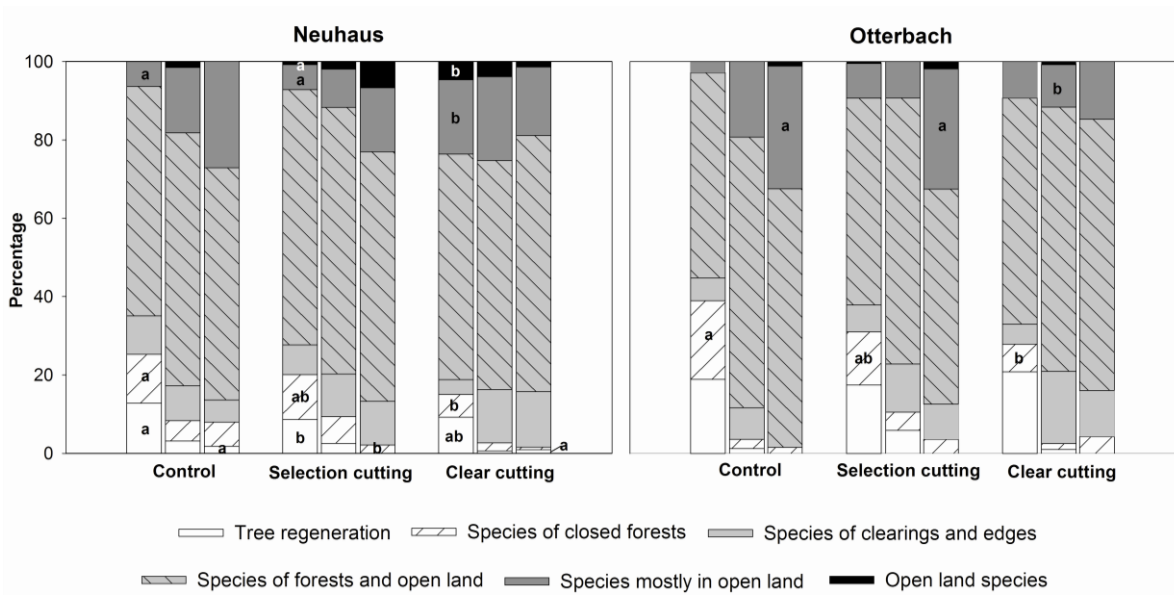 Neuhaus Otterbach
100 a a a b a a b
80 b
60
Percentage
40
a
20 a ab b ab b
a b ab
0 a b a
Control Selection cutting Clear cutting Control Selection cutting Clear cutting
Tree regeneration Species of closed forests Species of clearings and edges
Species of forests and open land Species mostly in open land Open land species